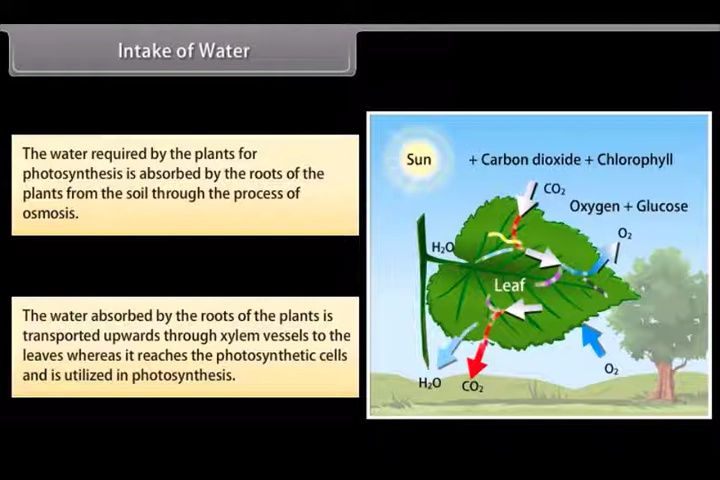 Intake of Water
The water required by the plants for
photosynthesis is absorbed by the roots of the
plants from the soil through the process of
osmosis.
The water absorbed by the roots of the plants is
transported upwards through xylem vessels to the
leaves whereas it reaches the photosynthetic cells
and is utilized in photosynthesis.
Sun + Carbon dioxide + Chlorophyll
CO₂
Oxygen + Glucose
O₂
H₂O
Leaf
O₂
H₂O CO₂